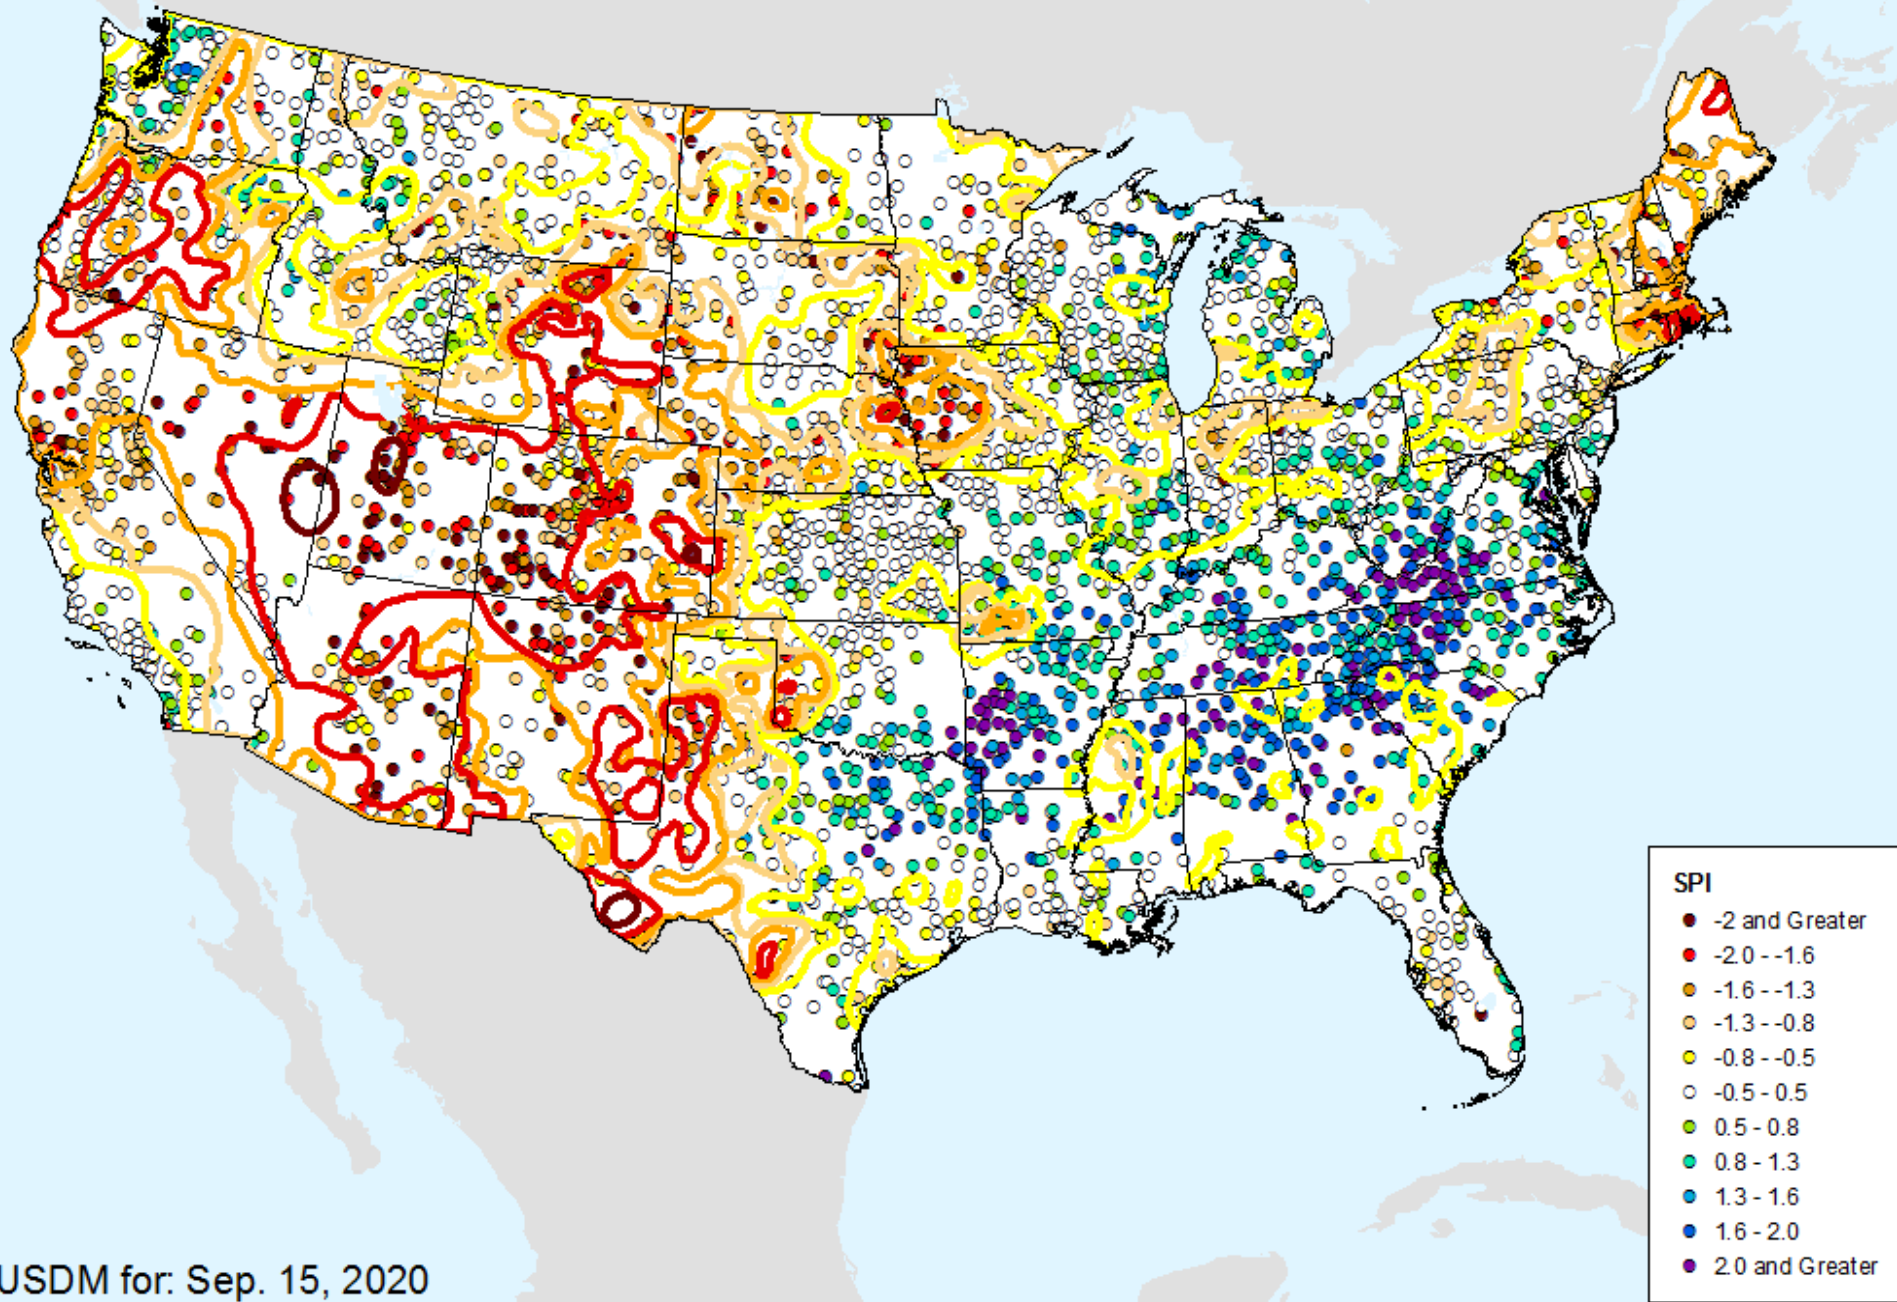 SPI
-2 and Greater
-2.0 - -1.6
-1.6 - -1.3
-1.3 - -0.8
-0.8 - -0.5
-0.5 - 0.5
0.5 - 0.8
0.8 - 1.3
1.3 - 1.6
1.6 - 2.0
2.0 and Greater
USDM for: Sep. 15, 2020